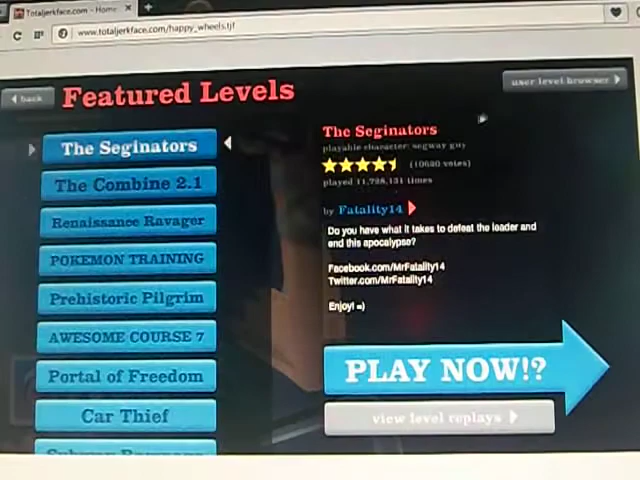 Totaljerkface.com - Home
www.totaljerkface.com/happy_wheels.tjf
back
Featured Levels
user level browser
The Seginators
The Combine 2.1
Renaissance Ravager
POKEMON TRAINING
Prehistoric Pilgrim
AWESOME COURSE 7
Portal of Freedom
Car Thief
The Seginators
playable character: segway guy
(10620 votes)
played 11,798,131 times
by Fatality14
Do you have what it takes to defeat the leader and
end this apocalypse?
Facebook.com/MrFatality14
Twitter.com/MrFatality14
Enjoy! =)
PLAY NOW!?
view level replays